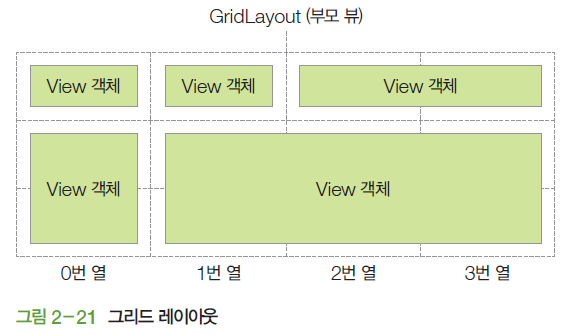 GridLayout (부모 뷰)
View 객체 View 객체 View 객체
View 객체 View 객체
0번 열 1번 열 2번 열 3번 열
그림 2-21 그리드 레이아웃